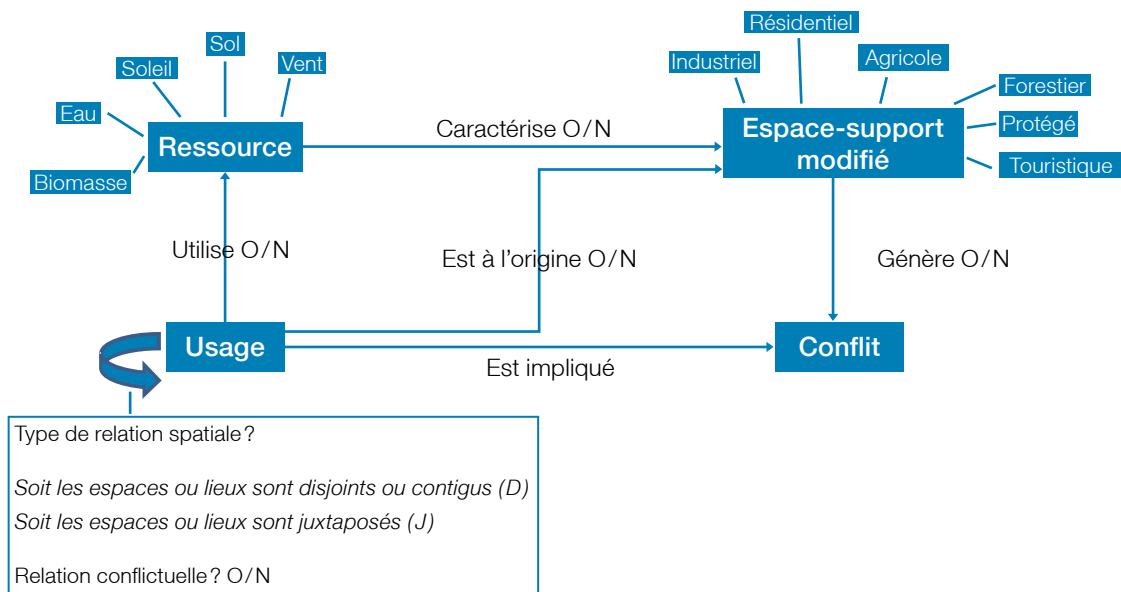 Résidentiel
Sol
Agricole
Industriel
Vent
Soleil
Forestier
Eau
Protégé
Ressource
Caractérise O/N
Espace-support
modifié
Touristique
Biomasse
Utilise O/N
Est à l’origine O/N
Génère O/N
Usage
Conflit
Est impliqué
Type de relation spatiale ?
Soit les espaces ou lieux sont disjoints ou contigus (D)
Soit les espaces ou lieux sont juxtaposés (J)
Relation conflictuelle ? O/N